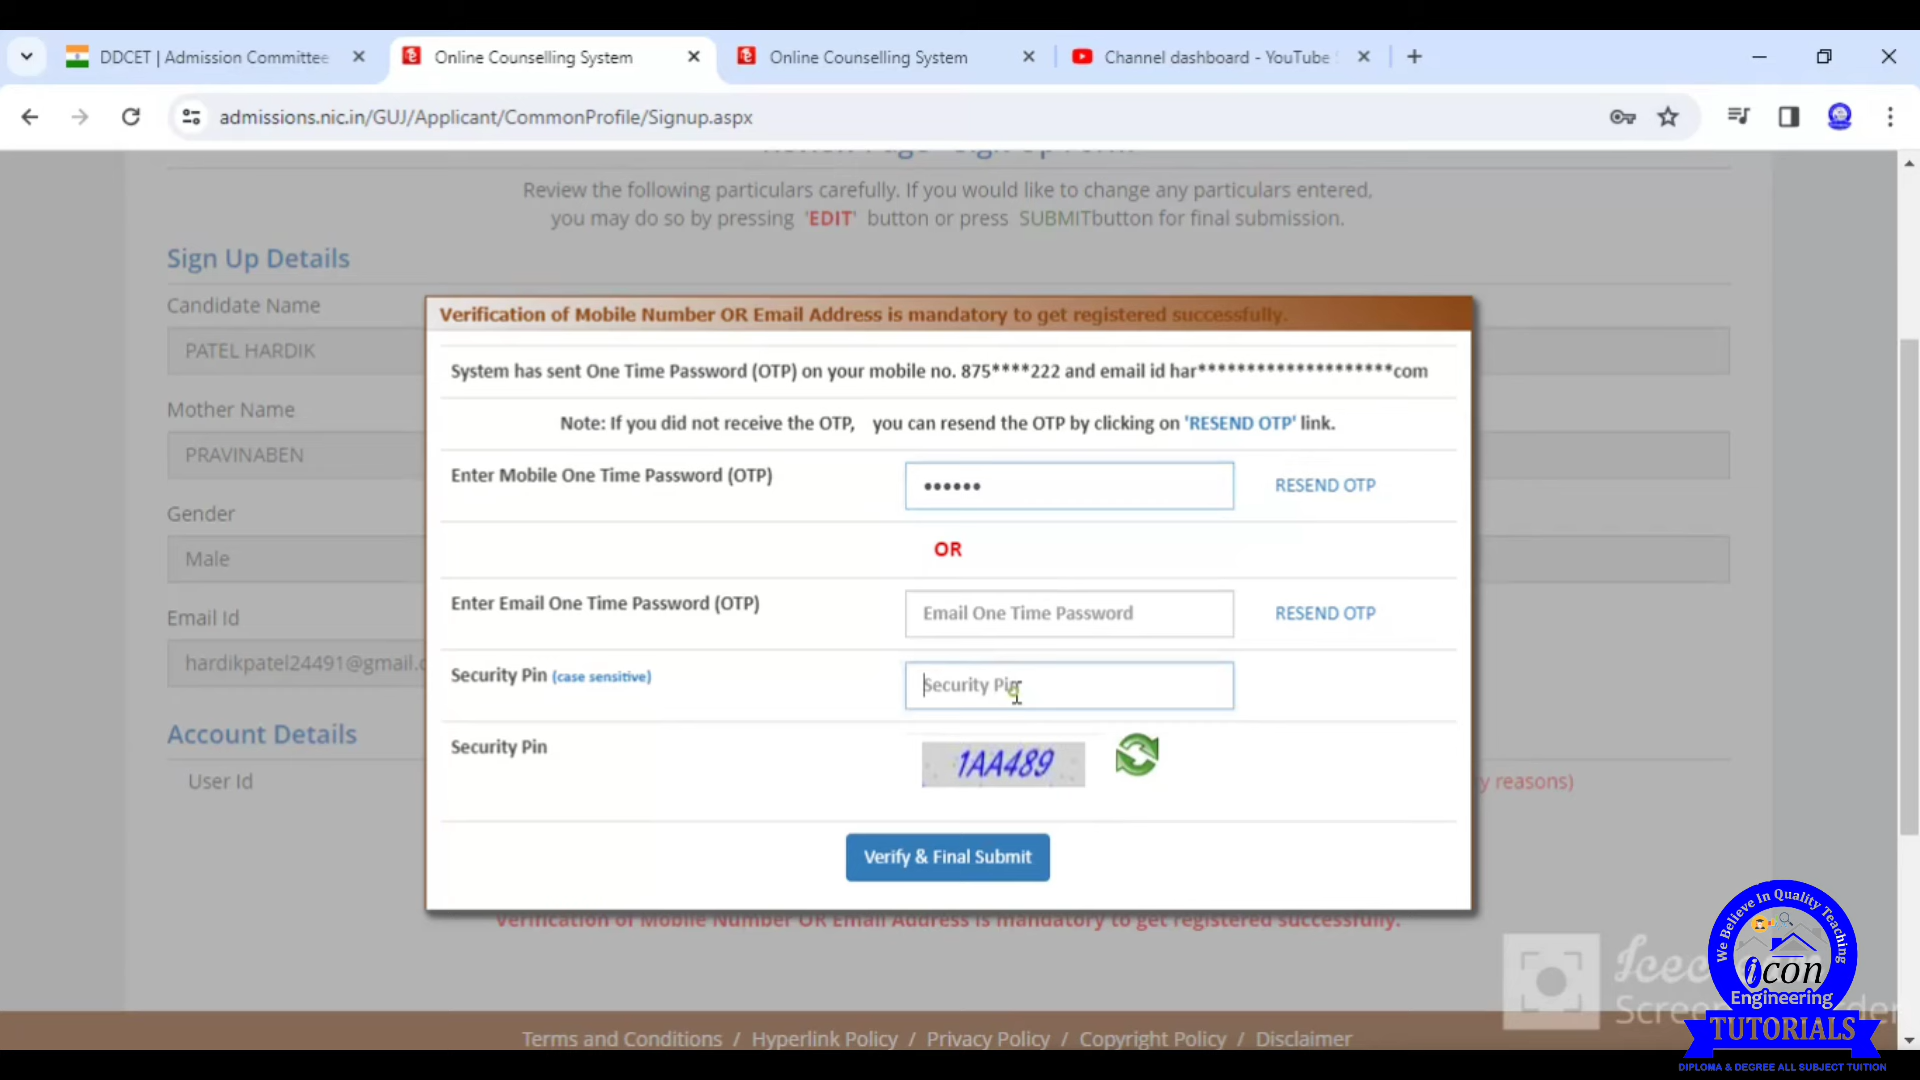 DDCET | Admission Committee
Online Counselling System
Online Counselling System
Channel dashboard - YouTube
admissions.nic.in/GUJ/Applicant/CommonProfile/Signup.aspx
Review the following particulars carefully. If you would like to change any particulars entered,
you may do so by pressing 'EDIT' button or press SUBMITbutton for final submission.
Sign Up Details
Candidate Name
PATEL HARDIK
Mother Name
PRAVINABEN
Gender
Male
Email Id
hardikpatel24491@gmail.c
Account Details
User Id
y reasons)
Verification of Mobile Number OR Email Address is mandatory to get registered successfully.
System has sent One Time Password (OTP) on your mobile no. 875****222 and email id har********************com
Note: If you did not receive the OTP, you can resend the OTP by clicking on 'RESEND OTP' link.
Enter Mobile One Time Password (OTP)
••••••
RESEND OTP
OR
Enter Email One Time Password (OTP)
Email One Time Password
RESEND OTP
Security Pin (case sensitive)
Security Pin
Security Pin
1AA489
Verify & Final Submit
Verification of Mobile Number OR Email Address is mandatory to get registered successfully.
Terms and Conditions / Hyperlink Policy / Privacy Policy / Copyright Policy / Disclaimer
We Believe In Quality Teaching
icon
Engineering
TUTORIALS
DIPLOMA & DEGREE ALL SUBJECT TUITION